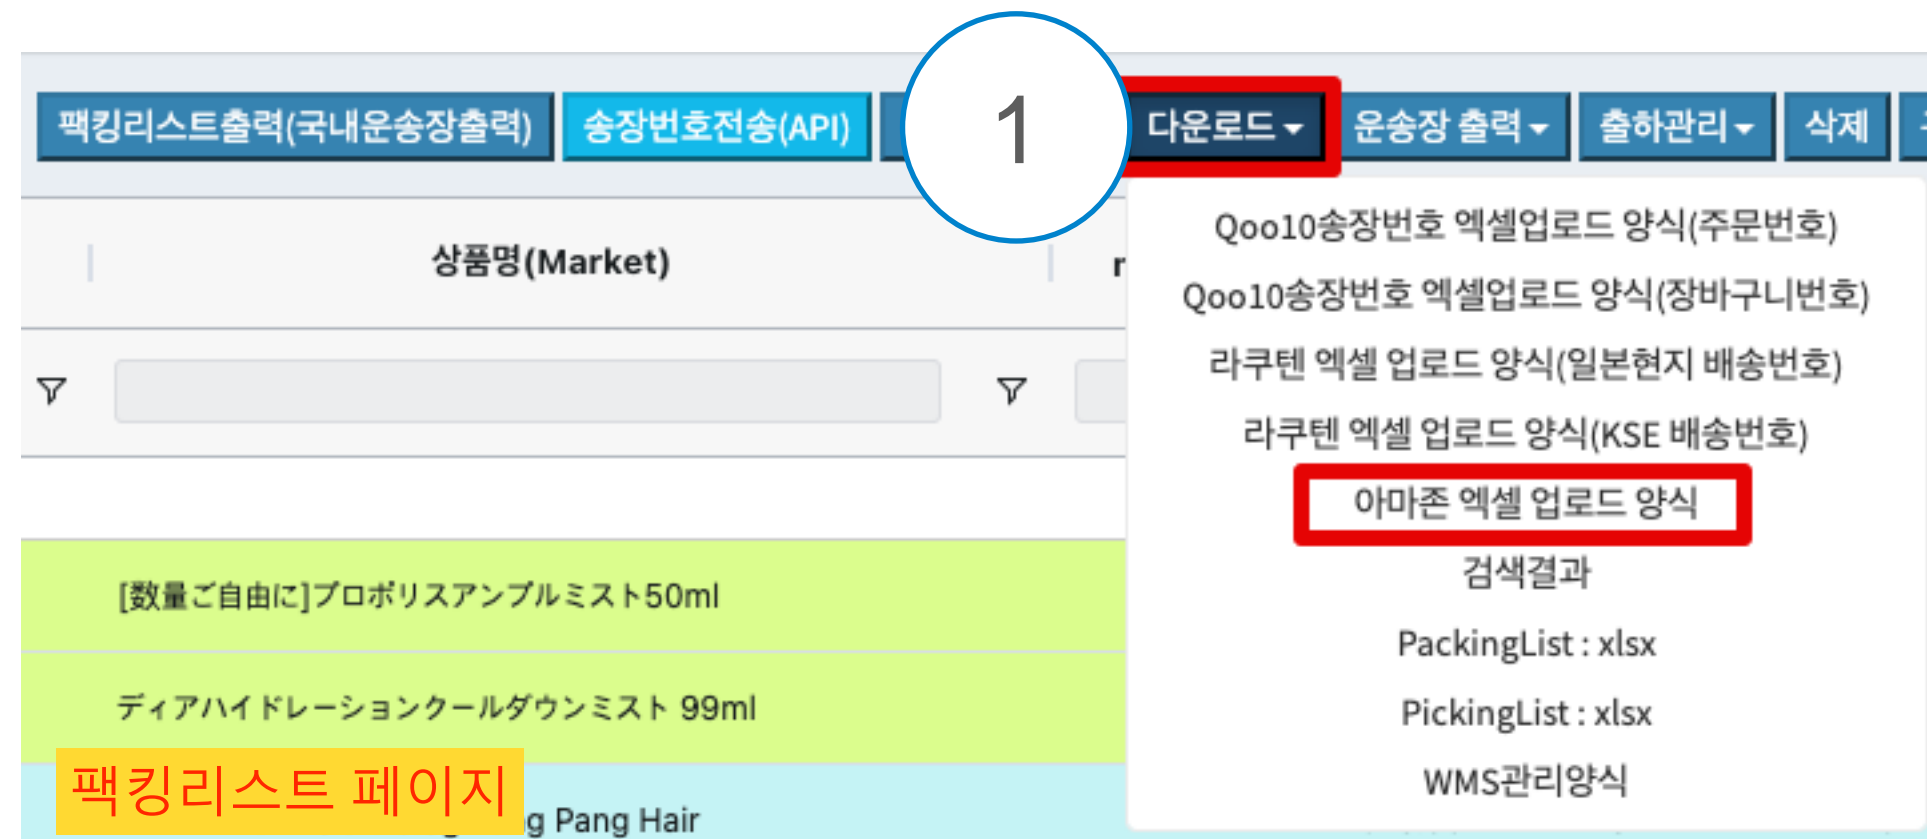 팩킹리스트출력(국내운송장출력) 송장번호전송(API) 1 다운로드 운송장 출력 출하관리 삭제
상품명(Market)
Qoo10송장번호 엑셀업로드 양식(주문번호)
Qoo10송장번호 엑셀업로드 양식(장바구니번호)
라쿠텐 엑셀 업로드 양식(일본현지 배송번호)
라쿠텐 엑셀 업로드 양식(KSE 배송번호)
아마존 엑셀 업로드 양식
검색결과
PackingList : xlsx
PickingList : xlsx
WMS관리양식
[数量ご自由に]プロポリスアンプルミスト50ml
ディアハイドレーションクールダウンミスト 99ml
팩킹리스트 페이지
Pang Hair